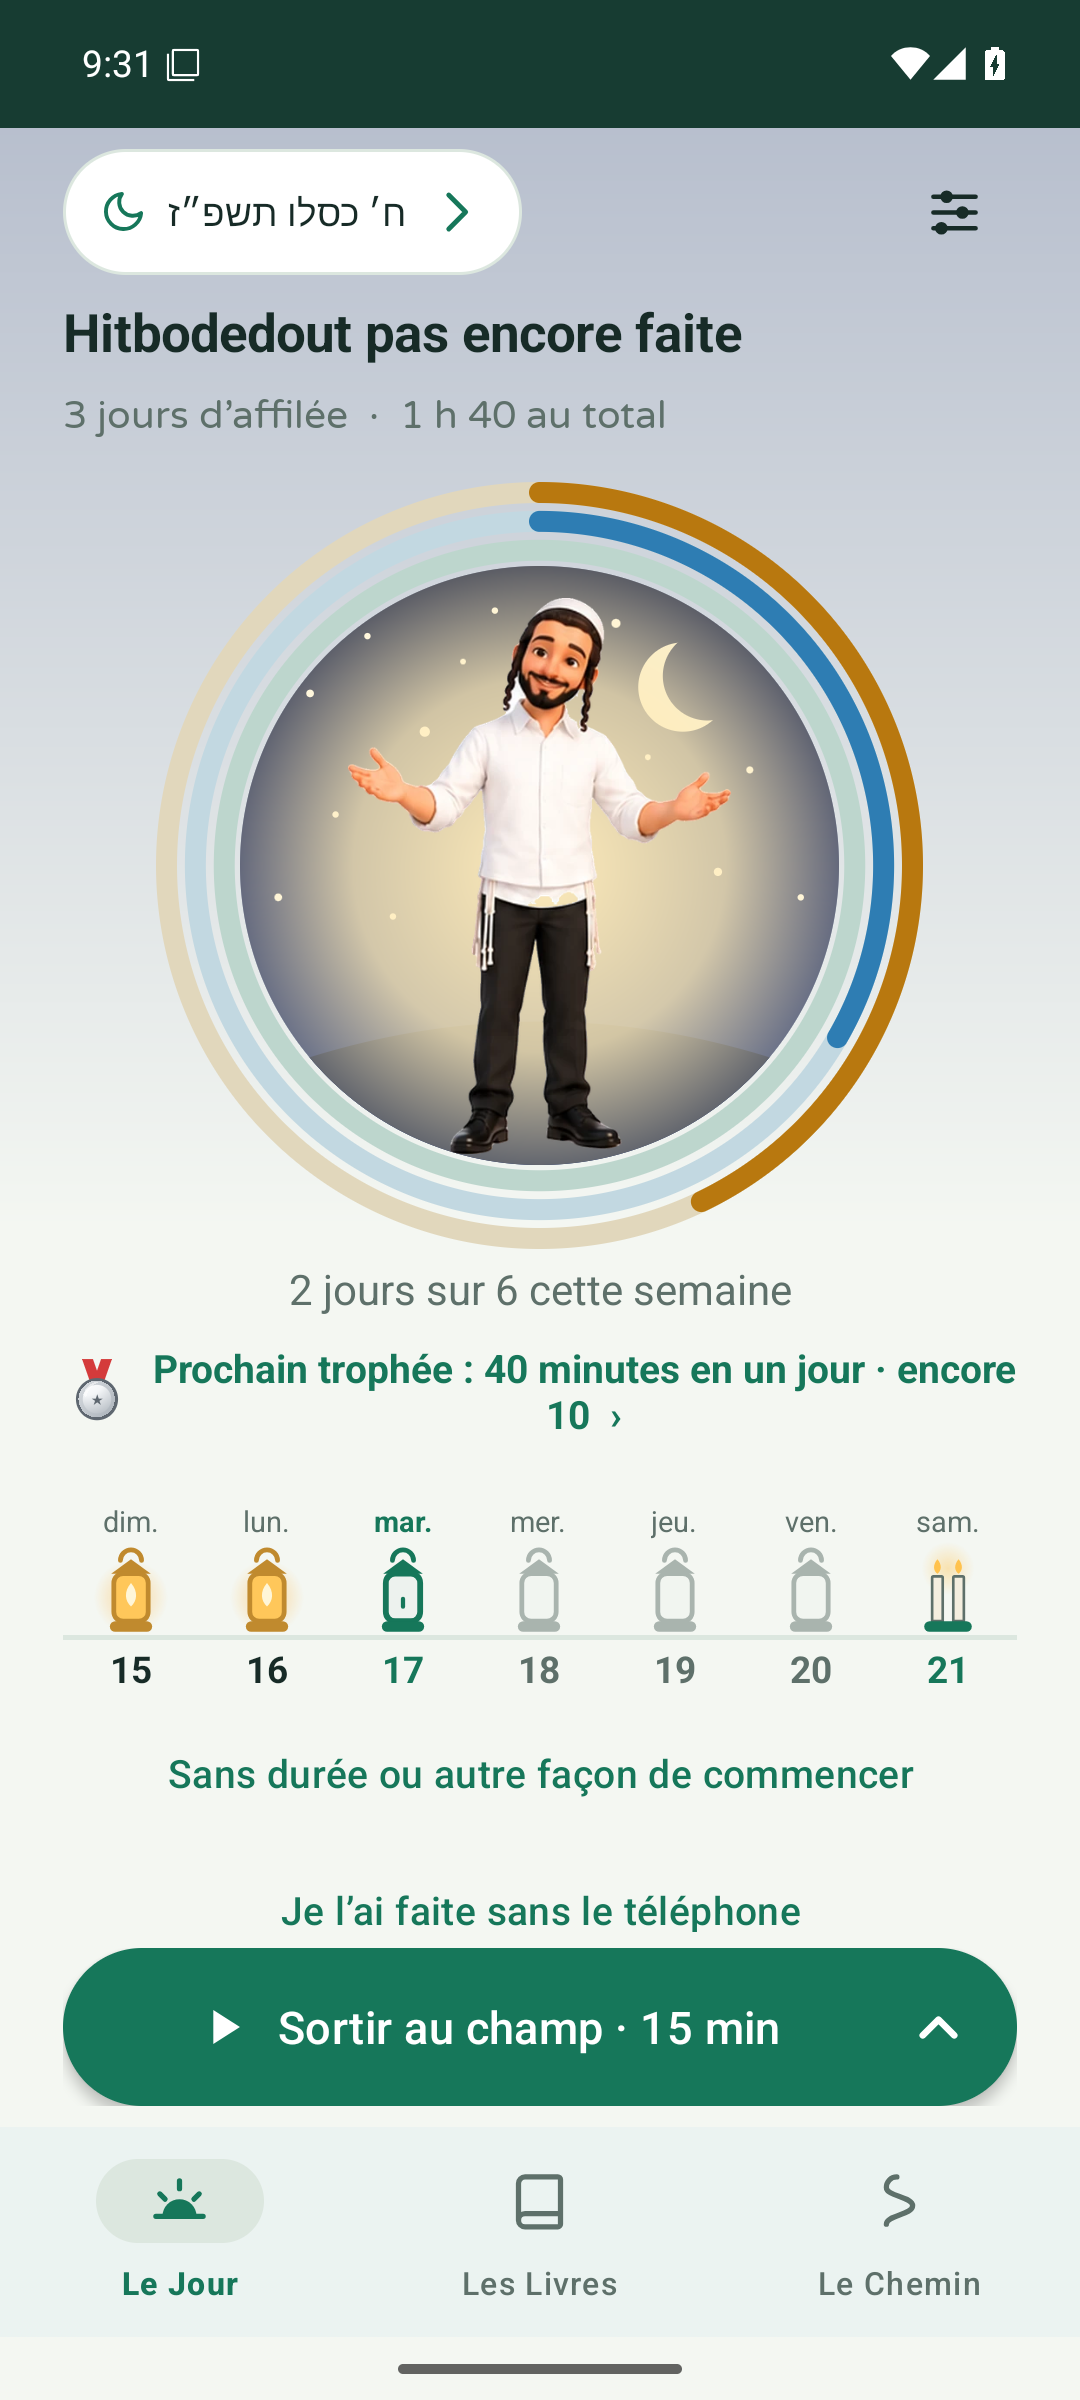 9:31
ח׳ כסלו תשפ״ז
Hitbodedout pas encore faite
3 jours d’affilée · 1 h 40 au total
2 jours sur 6 cette semaine
Prochain trophée : 40 minutes en un jour · encore
10 ›
dim. lun. mar. mer. jeu. ven. sam.
15 16 17 18 19 20 21
Sans durée ou autre façon de commencer
Je l’ai faite sans le téléphone
Sortir au champ · 15 min
Le Jour Les Livres Le Chemin